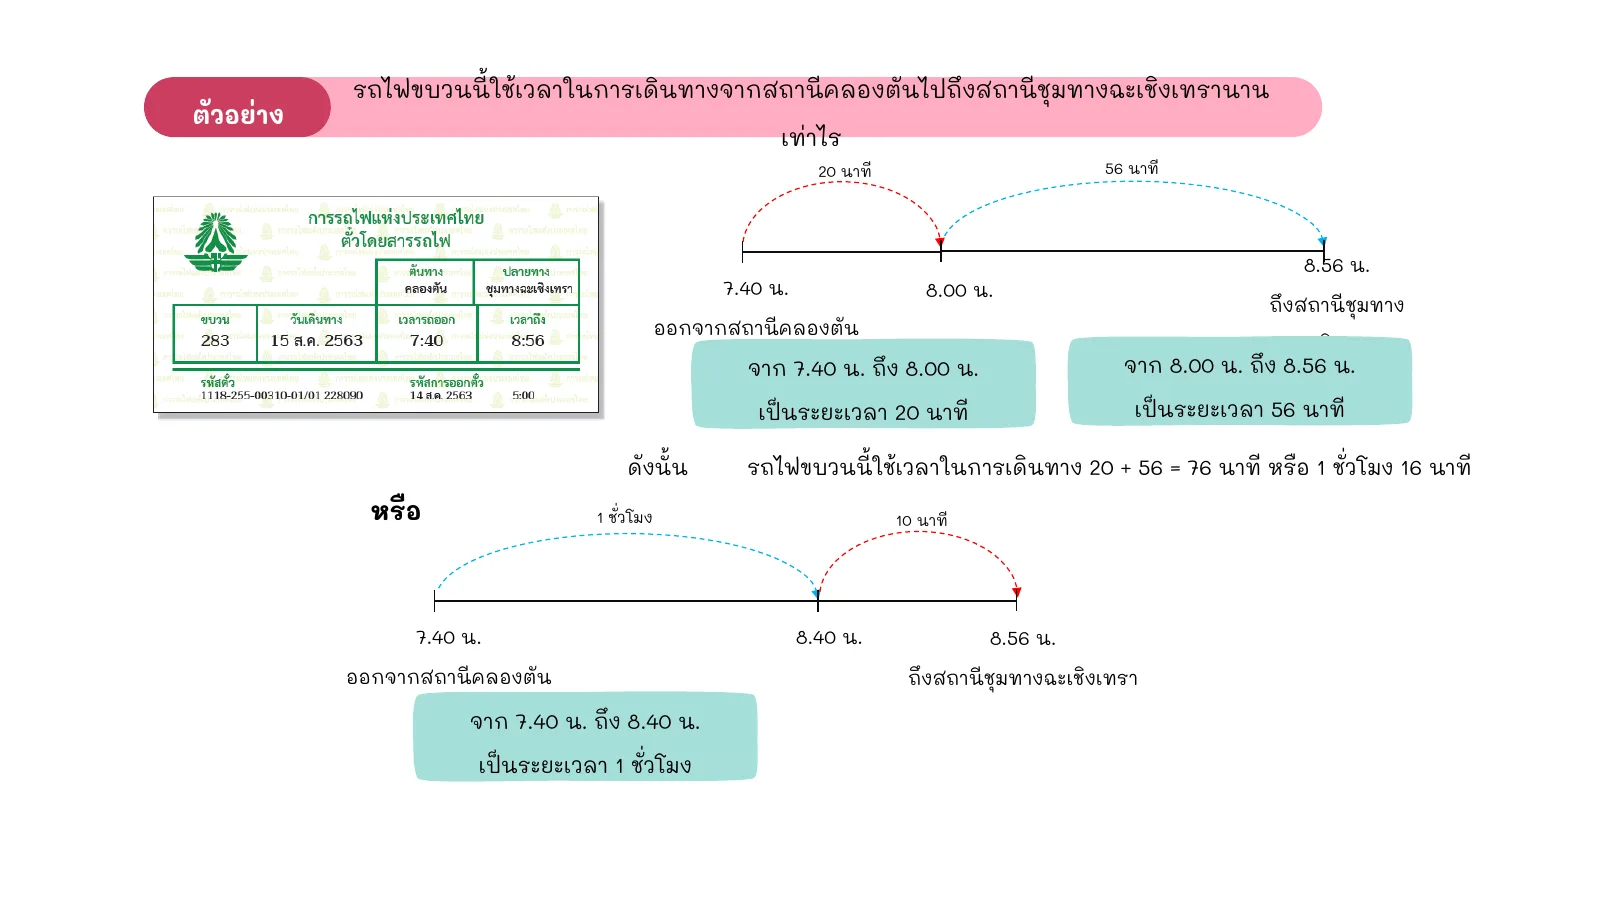 ตัวอย่าง
รถไฟขบวนนี้ใช้เวลาในการเดินทางจากสถานีคลองตันไปถึงสถานีชุมทางฉะเชิงเทรานาน
เท่าไร
การรถไฟแห่งประเทศไทย
ตั๋วโดยสารรถไฟ
ต้นทาง
ปลายทาง
คลองตัน
ชุมทางฉะเชิงเทรา
ขบวน
วันเดินทาง
เวลารถออก
เวลาถึง
283
15 ส.ค. 2563
7:40
8:56
รหัสตั๋ว
รหัสการออกตั๋ว
1118-255-00310-01/01 228090
14 ส.ค. 2563
5:00
20 นาที
56 นาที
7.40 น.
8.00 น.
8.56 น.
ออกจากสถานีคลองตัน
ถึงสถานีชุมทาง
จาก 7.40 น. ถึง 8.00 น.
เป็นระยะเวลา 20 นาที
จาก 8.00 น. ถึง 8.56 น.
เป็นระยะเวลา 56 นาที
ดังนั้น รถไฟขบวนนี้ใช้เวลาในการเดินทาง 20 + 56 = 76 นาที หรือ 1 ชั่วโมง 16 นาที
หรือ
1 ชั่วโมง
10 นาที
7.40 น.
8.40 น.
8.56 น.
ออกจากสถานีคลองตัน
ถึงสถานีชุมทางฉะเชิงเทรา
จาก 7.40 น. ถึง 8.40 น.
เป็นระยะเวลา 1 ชั่วโมง